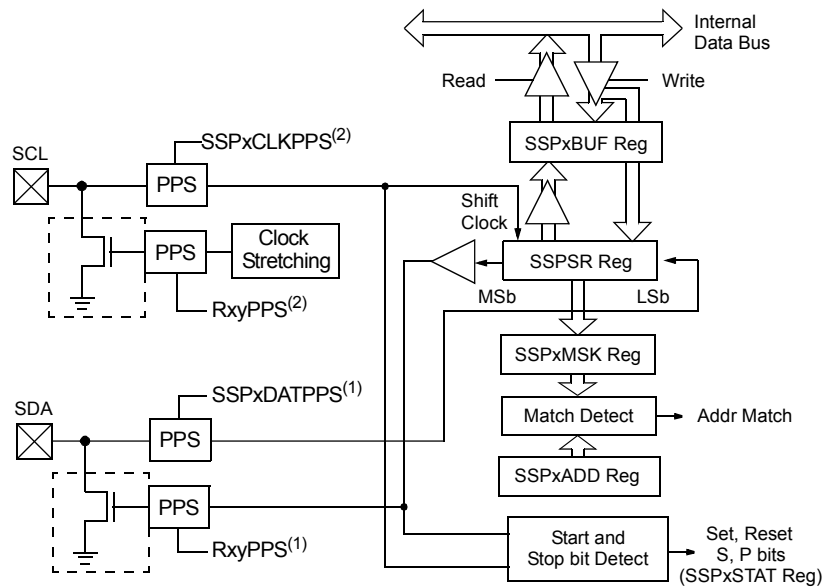 Internal
Data Bus
Read
Write
SSPxCLKPPS(2)
SSPxBUF Reg
SCL
PPS
Shift
Clock
PPS
Clock
Stretching
SSPSR Reg
MSb
LSb
RxyPPS(2)
SSPxMSK Reg
SSPxDATPPS(1)
SDA
PPS
Match Detect
Addr Match
SSPxADD Reg
PPS
RxyPPS(1)
Start and
Stop bit Detect
Set, Reset
S, P bits
(SSPxSTAT Reg)